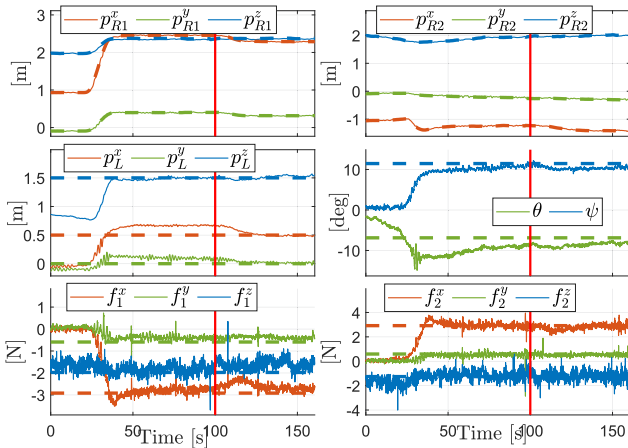 p^x_{R1} p^y_{R1} p^z_{R1}
[m]
3
2
1
0
p^x_{R2} p^y_{R2} p^z_{R2}
[m]
2
1
0
-1
p^x_L p^y_L p^z_L
[m]
1.5
1
0.5
0
θ ψ
[deg]
10
0
-10
f^x_1 f^y_1 f^z_1
[N]
0
-1
-2
-3
0 50 100 150
Time [s]
f^x_2 f^y_2 f^z_2
[N]
4
2
0
-2
-4
0 50 100 150
Time [s]